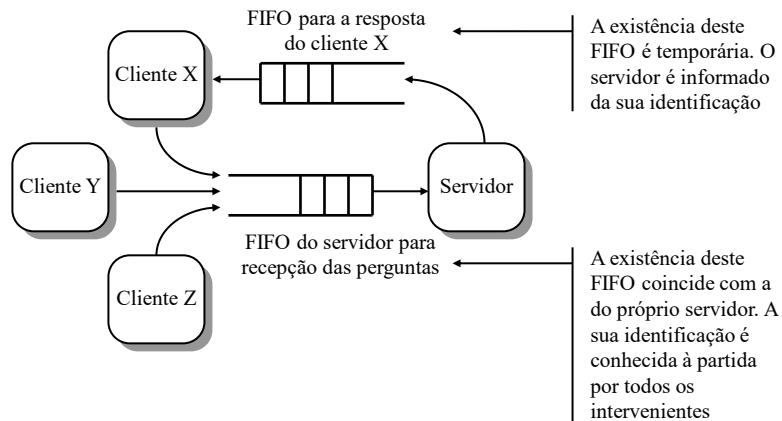 FIFO para a resposta
do cliente X
A existência deste
FIFO é temporária. O
servidor é informado
da sua identificação
Cliente X
Cliente Y
Servidor
FIFO do servidor para
recepção das perguntas
Cliente Z
A existência deste
FIFO coincide com a
do próprio servidor. A
sua identificação é
conhecida à partida
por todos os
intervenientes